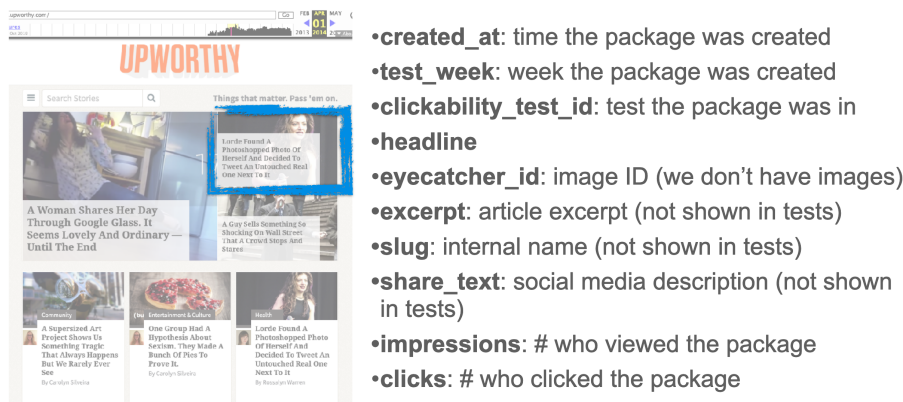 upworthy.com/
Go
FEB APR MAY
01
2013 2014
UPWORTHY
Search Stories
Things that matter. Pass 'em on.
Lorde Found A
Photoshopped Photo Of
Herself And Decided To
Tweet An Untouched Real
One Next To It
A Woman Shares Her Day
Through Google Glass. It
Seems Lovely And Ordinary —
Until The End
A Guy Sells Something So
Shocking On Wall Street
That A Crowd Stops And
Stares
Community
A Supersized Art
Project Shows Us
Something Tragic
That Always Happens
But We Rarely Ever
See
By Carolyn Silveira
Entertainment & Culture
One Group Had A
Hypothesis About
Sexism. They Made A
Bunch Of Pies To
Prove It.
By Carolyn Silveira
Health
Lorde Found A
Photoshopped Photo
Of Herself And
Decided To Tweet An
Untouched Real One
Next To It
By Rossalyn Warren
•created_at: time the package was created
•test_week: week the package was created
•clickability_test_id: test the package was in
•headline
•eyecatcher_id: image ID (we don’t have images)
•excerpt: article excerpt (not shown in tests)
•slug: internal name (not shown in tests)
•share_text: social media description (not shown
in tests)
•impressions: # who viewed the package
•clicks: # who clicked the package